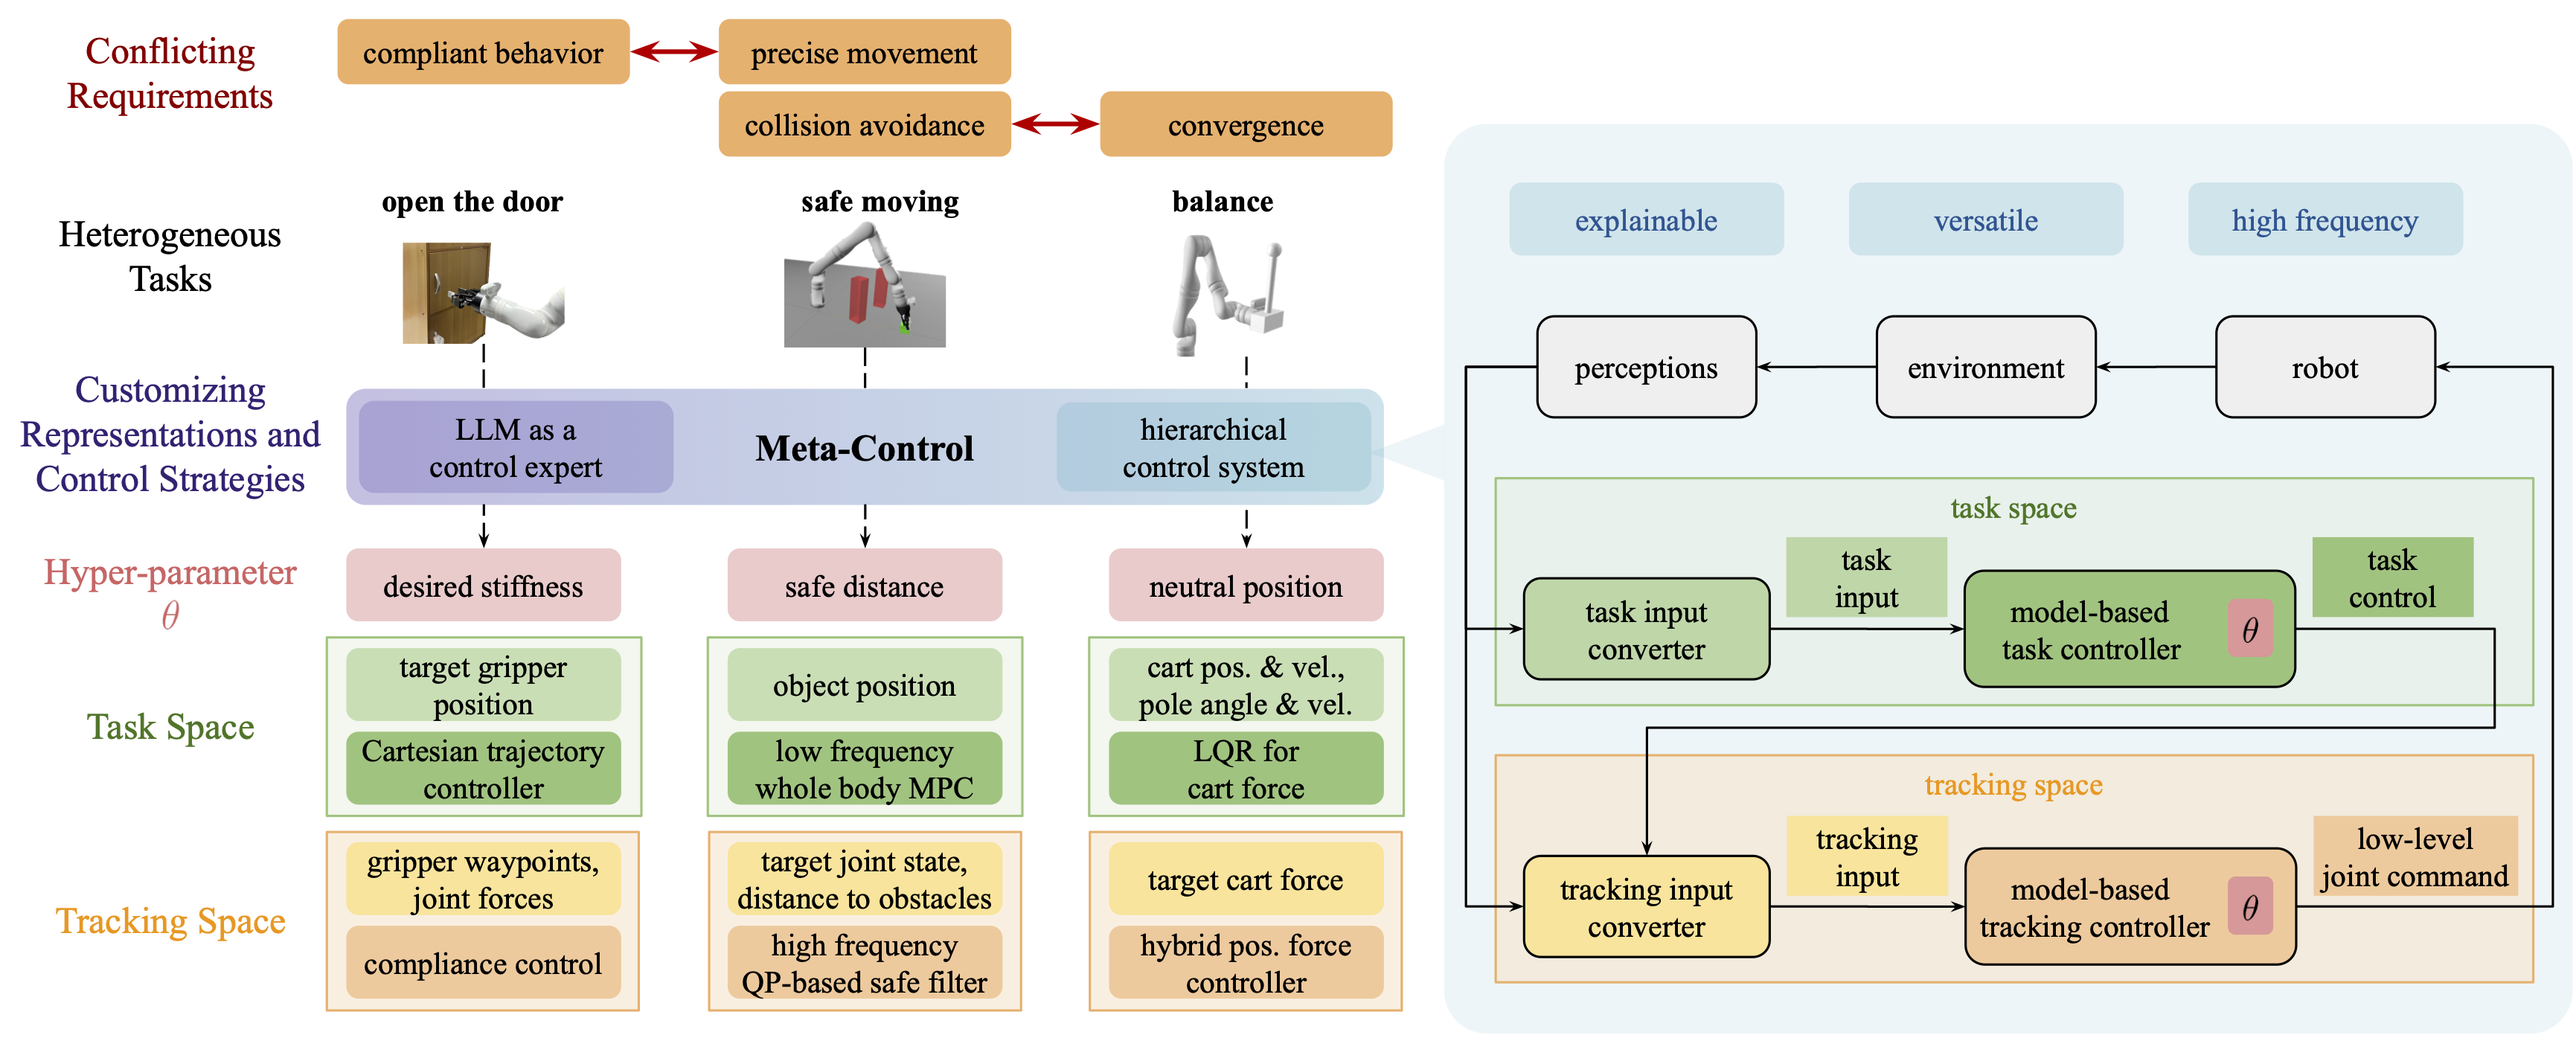 Conflicting
Requirements
compliant behavior
precise movement
collision avoidance
convergence
Heterogeneous
Tasks
open the door
safe moving
balance
Customizing
Representations and
Control Strategies
LLM as a
control expert
Meta-Control
hierarchical
control system
Hyper-parameter
θ
desired stiffness
safe distance
neutral position
Task Space
target gripper
position
object position
cart pos. & vel.,
pole angle & vel.
Cartesian trajectory
controller
low frequency
whole body MPC
LQR for
cart force
Tracking Space
gripper waypoints,
joint forces
target joint state,
distance to obstacles
target cart force
compliance control
high frequency
QP-based safe filter
hybrid pos. force
controller
explainable
versatile
high frequency
perceptions
environment
robot
task space
task input
converter
task
input
model-based
task controller
θ
task
control
tracking space
tracking input
converter
tracking
input
model-based
tracking controller
θ
low-level
joint command